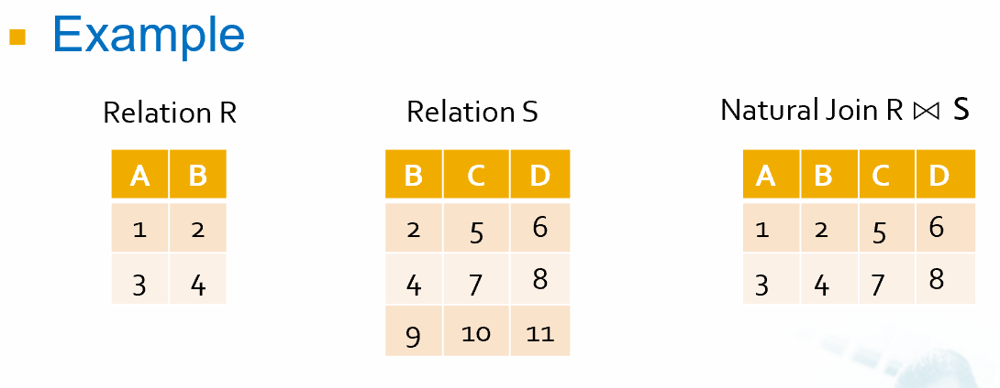 Example
Relation R
A B
1 2
3 4
Relation S
B C D
2 5 6
4 7 8
9 10 11
Natural Join R ⋈ S
A B C D
1 2 5 6
3 4 7 8